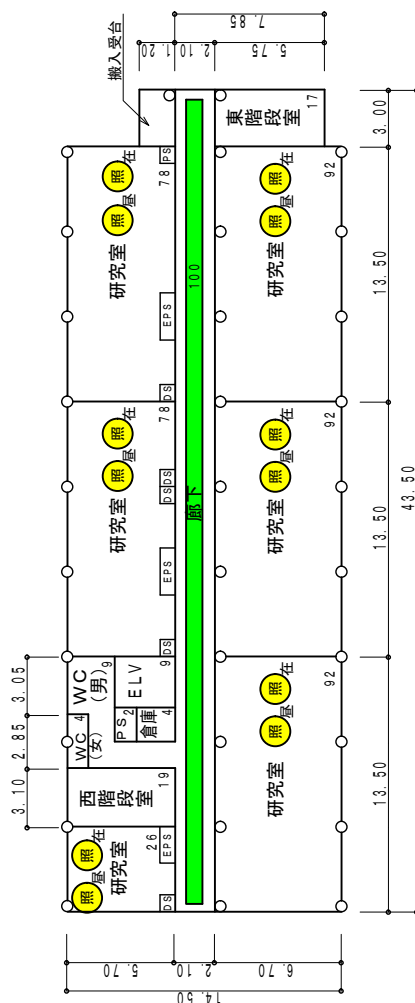 搬入受台
1.20
2.10
5.75
7.85
東階段室
17
3.00
研究室
照
昼
照
在
78
PS
EPS
DS
研究室
照
昼
照
在
92
100
廊下
13.50
研究室
照
昼
照
在
78
DS
DS
EPS
DS
研究室
照
昼
照
在
92
13.50
43.50
WC
(男)
9
ELV
9
WC
(女)
4
PS
2
倉庫
4
西階段室
19
研究室
照
昼
照
在
26
EPS
DS
研究室
照
昼
照
在
92
13.50
3.05
2.85
3.10
5.70
2.10
6.70
14.50